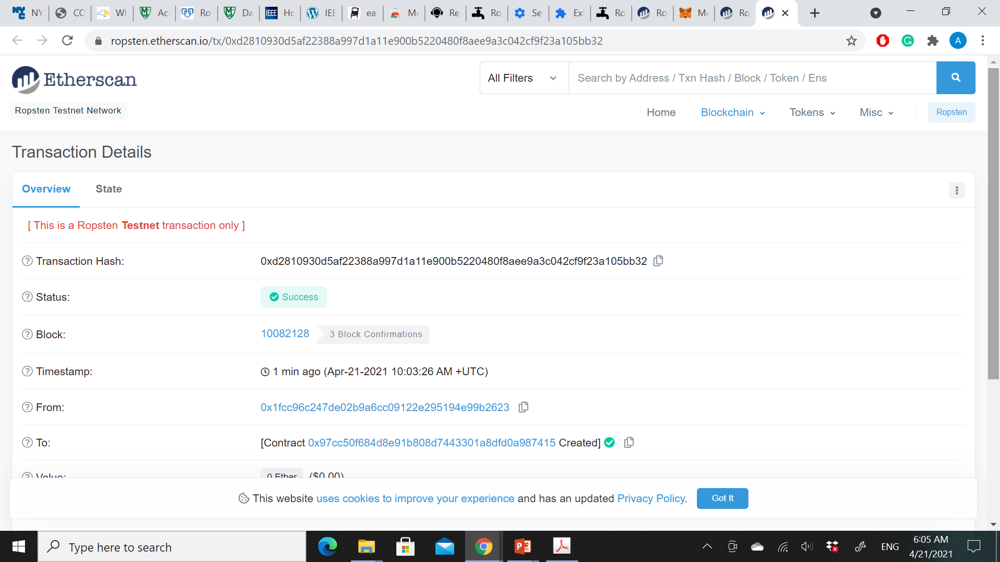 NY CC Wh Ac Ro Da IEEE Hc IEE ea Me Re Ro Se Ex Ro Ro Me Ro
ropsten.etherscan.io/tx/0xd2810930d5af22388a997d1a11e900b5220480f8aee9a3c042cf9f23a105bb32 A
Etherscan
All Filters Search by Address / Txn Hash / Block / Token / Ens
Ropsten Testnet Network
Home Blockchain Tokens Misc Ropsten
Transaction Details
Overview State
[ This is a Ropsten Testnet transaction only ]
Transaction Hash: 0xd2810930d5af22388a997d1a11e900b5220480f8aee9a3c042cf9f23a105bb32
Status: Success
Block: 10082128 3 Block Confirmations
Timestamp: 1 min ago (Apr-21-2021 10:03:26 AM +UTC)
From: 0x1fcc96c247de02b9a6cc09122e295194e99b2623
To: [Contract 0x97cc50f684d8e91b808d7443301a8dfd0a987415 Created]
Value: 0 Ether ($0.00)
This website uses cookies to improve your experience and has an updated Privacy Policy. Got It
Type here to search
ENG
6:05 AM
4/21/2021